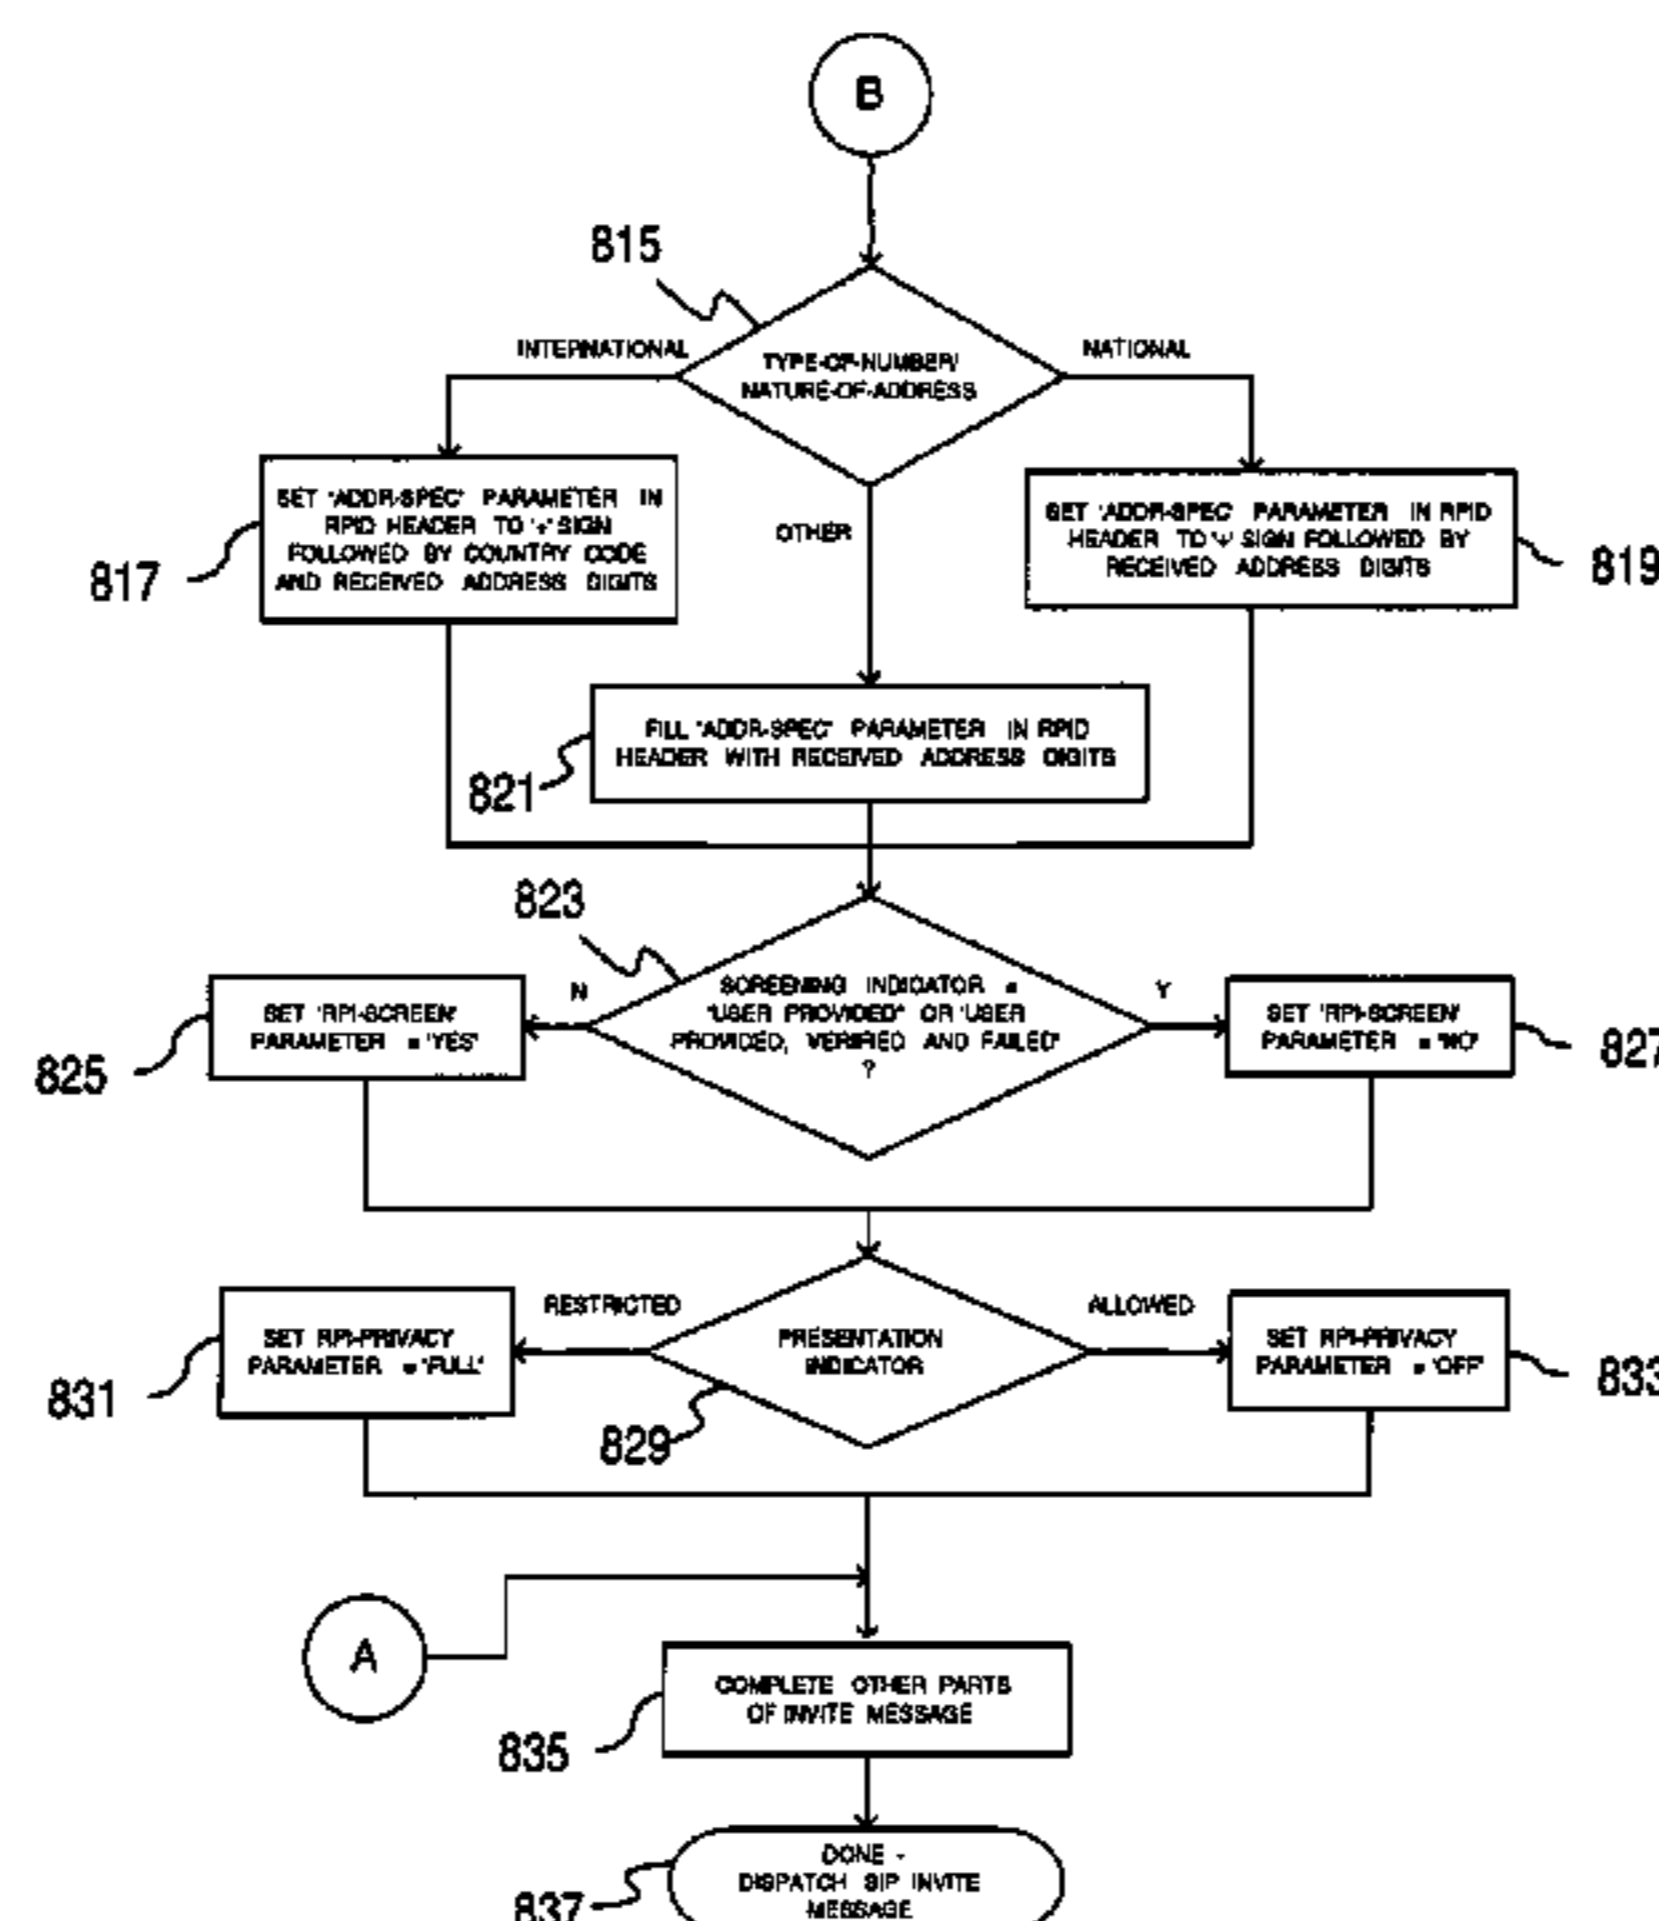 B
815
INTERNATIONAL
NATIONAL
TYPE-OF-NUMBER/
NATURE-OF-ADDRESS
SET 'ADDR-SPEC' PARAMETER IN
RPID HEADER TO '+' SIGN
FOLLOWED BY COUNTRY CODE
AND RECEIVED ADDRESS DIGITS
817
OTHER
SET 'ADDR-SPEC' PARAMETER IN RPID
HEADER TO '+' SIGN FOLLOWED BY
RECEIVED ADDRESS DIGITS
819
FILL 'ADDR-SPEC' PARAMETER IN RPID
HEADER WITH RECEIVED ADDRESS DIGITS
821
823
N
SCREENING INDICATOR =
'USER PROVIDED' OR 'USER
PROVIDED, VERIFIED AND FAILED'
?
Y
SET 'RPI-SCREEN'
PARAMETER = 'YES'
825
SET 'RPI-SCREEN'
PARAMETER = 'NO'
827
RESTRICTED
ALLOWED
PRESENTATION
INDICATOR
829
SET RPI-PRIVACY
PARAMETER = 'FULL'
831
SET RPI-PRIVACY
PARAMETER = 'OFF'
833
A
COMPLETE OTHER PARTS
OF INVITE MESSAGE
835
DONE -
DISPATCH SIP INVITE
MESSAGE
837